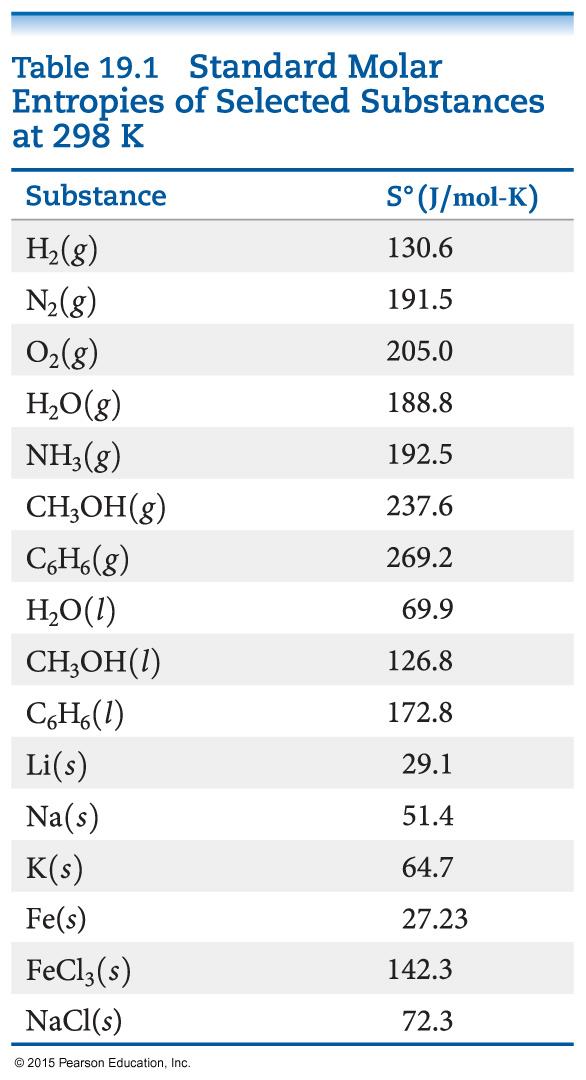 Table 19.1 Standard Molar
Entropies of Selected Substances
at 298 K
Substance S° (J/mol-K)
H₂(g) 130.6
N₂(g) 191.5
O₂(g) 205.0
H₂O(g) 188.8
NH₃(g) 192.5
CH₃OH(g) 237.6
C₆H₆(g) 269.2
H₂O(l) 69.9
CH₃OH(l) 126.8
C₆H₆(l) 172.8
Li(s) 29.1
Na(s) 51.4
K(s) 64.7
Fe(s) 27.23
FeCl₃(s) 142.3
NaCl(s) 72.3
© 2015 Pearson Education, Inc.